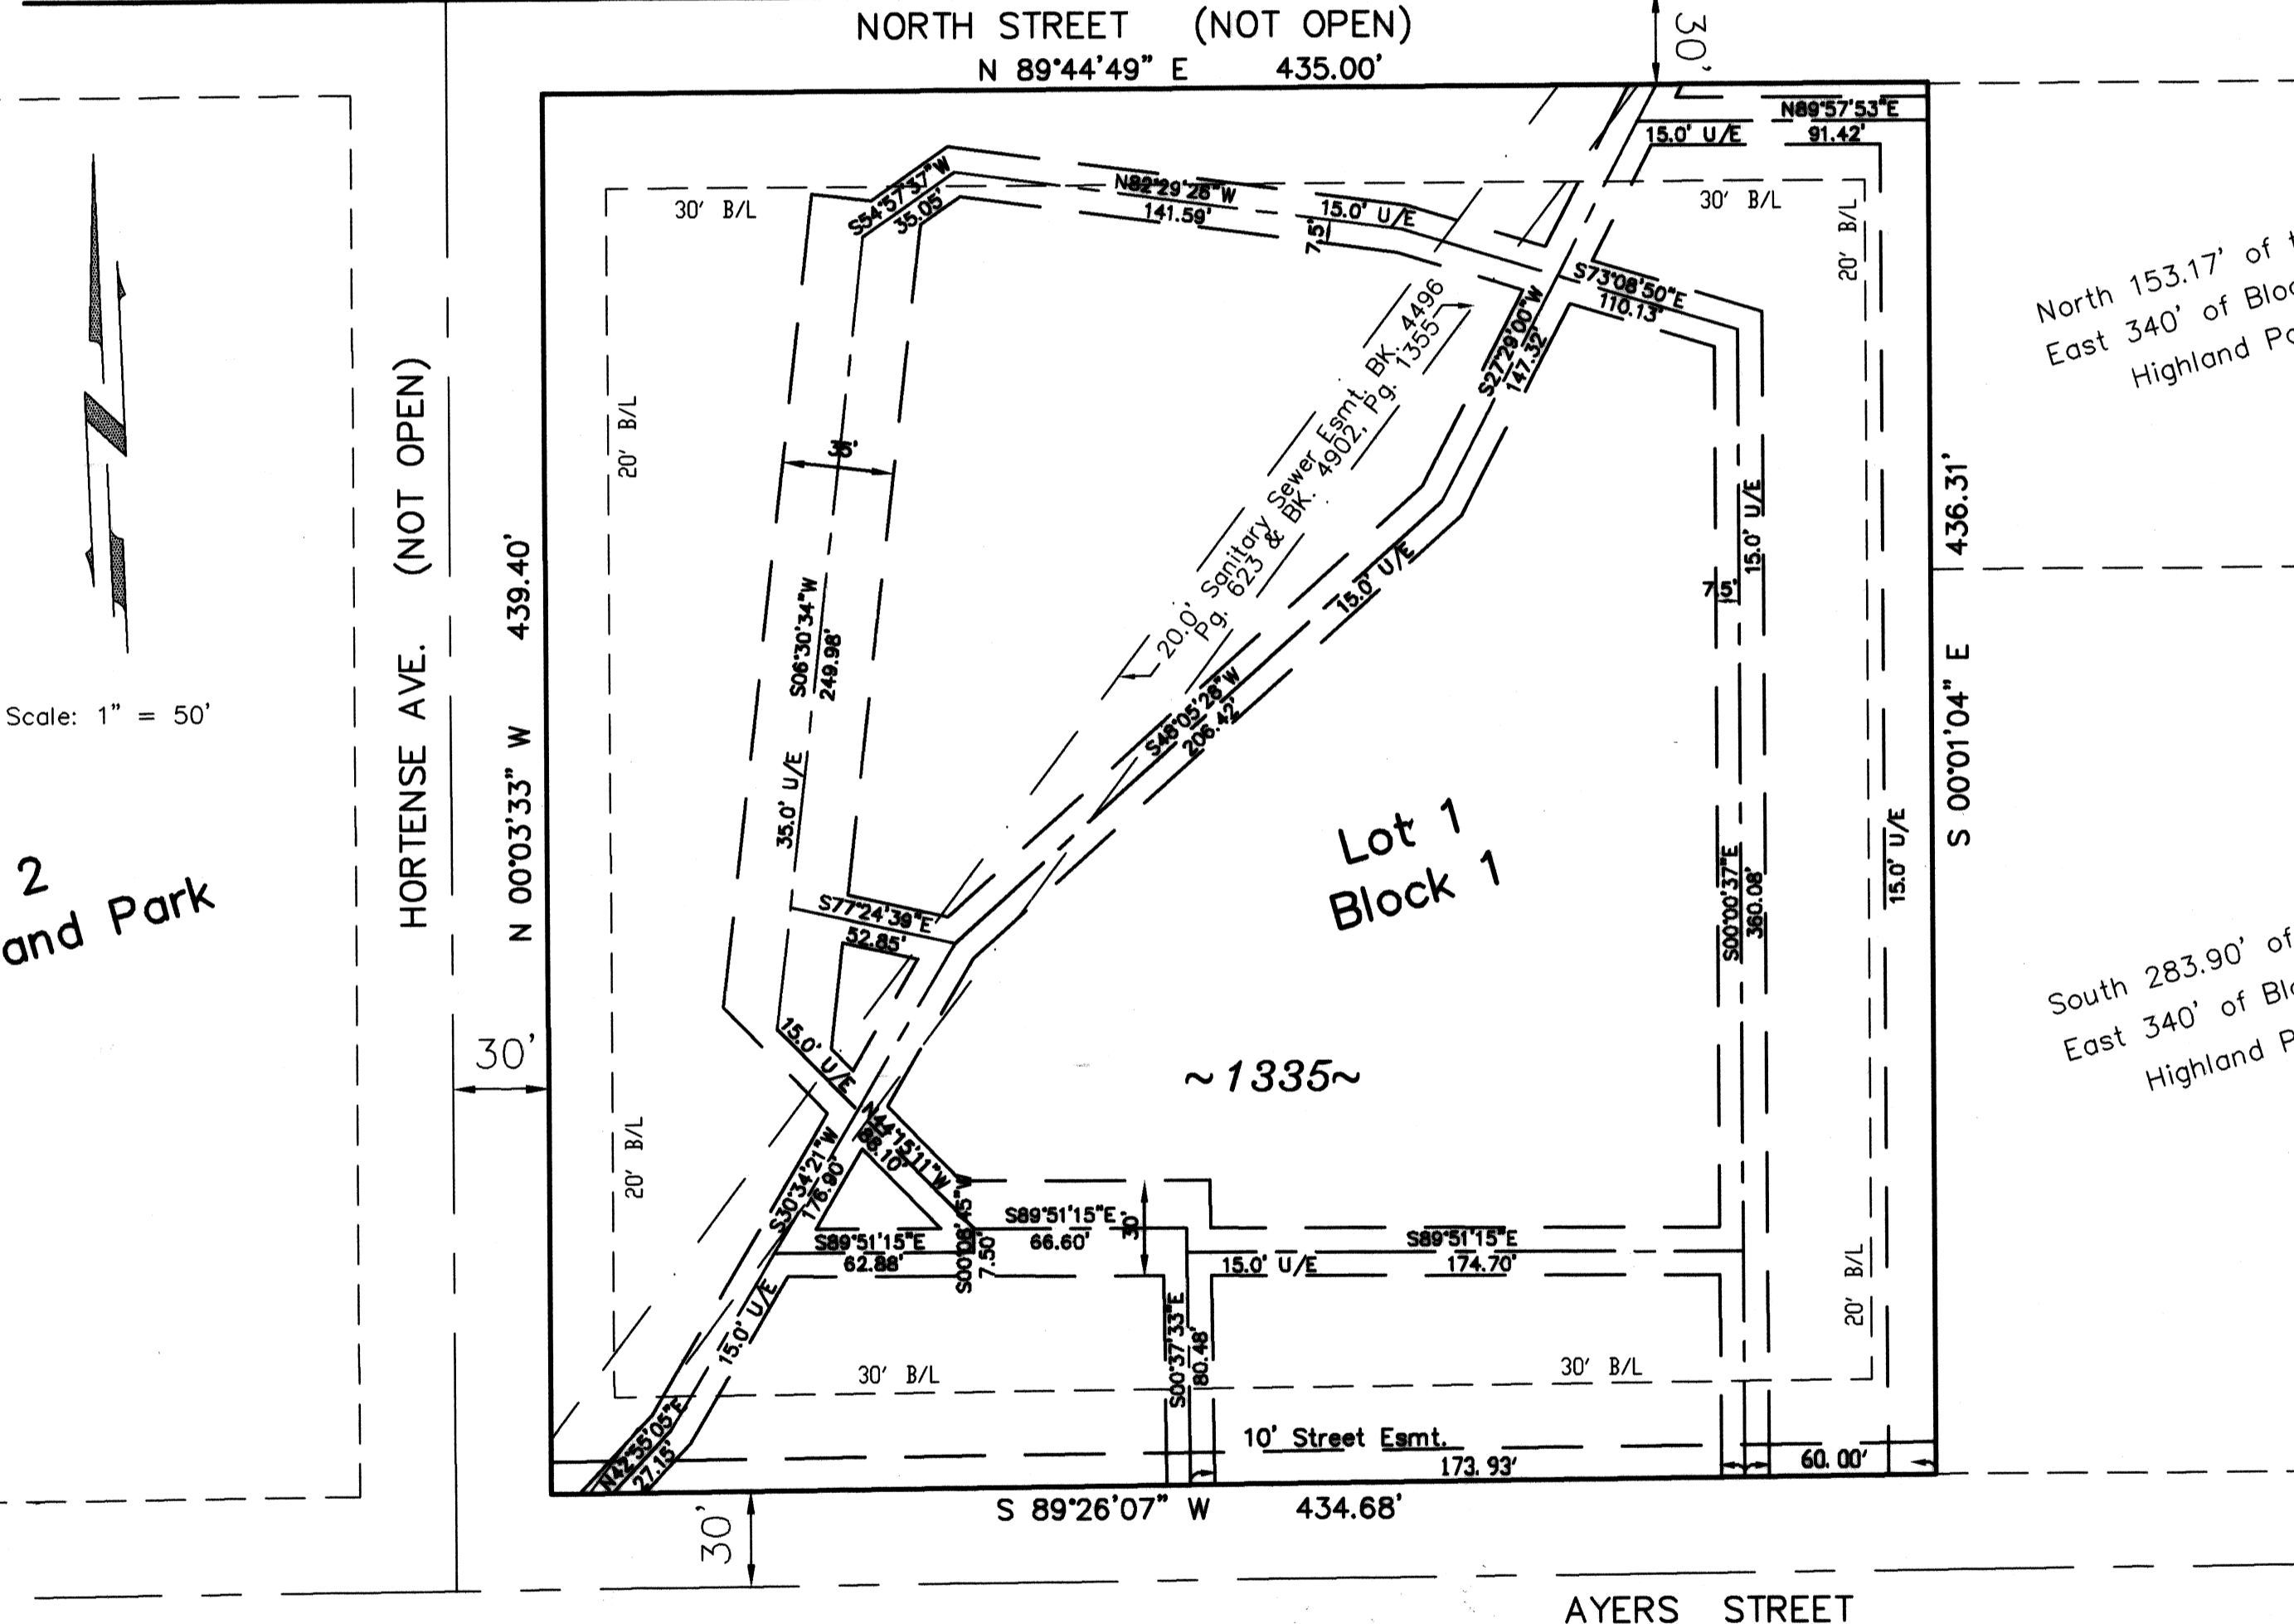 NORTH STREET (NOT OPEN)
N 89°44'49" E 435.00'
30'
N89°57'53"E
15.0' U/E 91.42'
S54°57'37"W
35.05'
N82°29'26"W
141.59'
15.0' U/E
7.5'
30' B/L
30' B/L
20' B/L
S73°08'50"E
110.13'
S27°29'00"W
147.32'
North 153.17' of
East 340' of
Highland
HORTENSE AVE. (NOT OPEN)
N 00°03'33" W 439.40'
20' B/L
35'
S06°30'34"W
249.98'
35.0' U/E
20.0' Sanitary Sewer Esmt. BK. 4496
Pg. 623 & BK. 4902, Pg. 1355
15.0' U/E
S48°05'28"W
206.42'
7.5'
15.0' U/E
S 00°01'04" E 436.31'
Scale: 1" = 50'
2
and Park
Lot 1
Block 1
S00°00'37"E
360.08'
15.0' U/E
S77°24'39"E
52.85'
South 283.90' of
East 340' of
Highland
30'
15.0' U/E
~1335~
N44°15'11"W
88.10'
20' B/L
S30°34'21"W
176.90'
S89°51'15"E
62.88'
S00°08'45"W
7.50'
S89°51'15"E
66.60'
30'
S89°51'15"E
15.0' U/E 174.70'
20' B/L
15.0' U/E
S00°37'33"E
80.48'
30' B/L
30' B/L
N42°55'05"E
27.15'
10' Street Esmt.
173.93'
60.00'
S 89°26'07" W 434.68'
30'
AYERS STREET